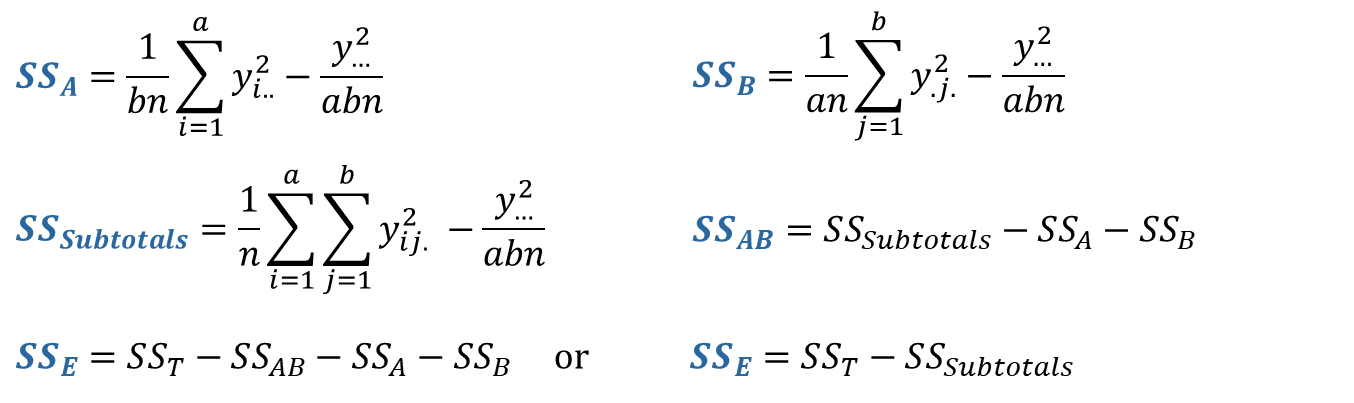 SS_A = \frac{1}{bn} \sum_{i=1}^{a} y_{i..}^2 - \frac{y_{...}^2}{abn}
SS_B = \frac{1}{an} \sum_{j=1}^{b} y_{.j.}^2 - \frac{y_{...}^2}{abn}
SS_{Subtotals} = \frac{1}{n} \sum_{i=1}^{a} \sum_{j=1}^{b} y_{ij.}^2 - \frac{y_{...}^2}{abn}
SS_{AB} = SS_{Subtotals} - SS_A - SS_B
SS_E = SS_T - SS_{AB} - SS_A - SS_B or
SS_E = SS_T - SS_{Subtotals}